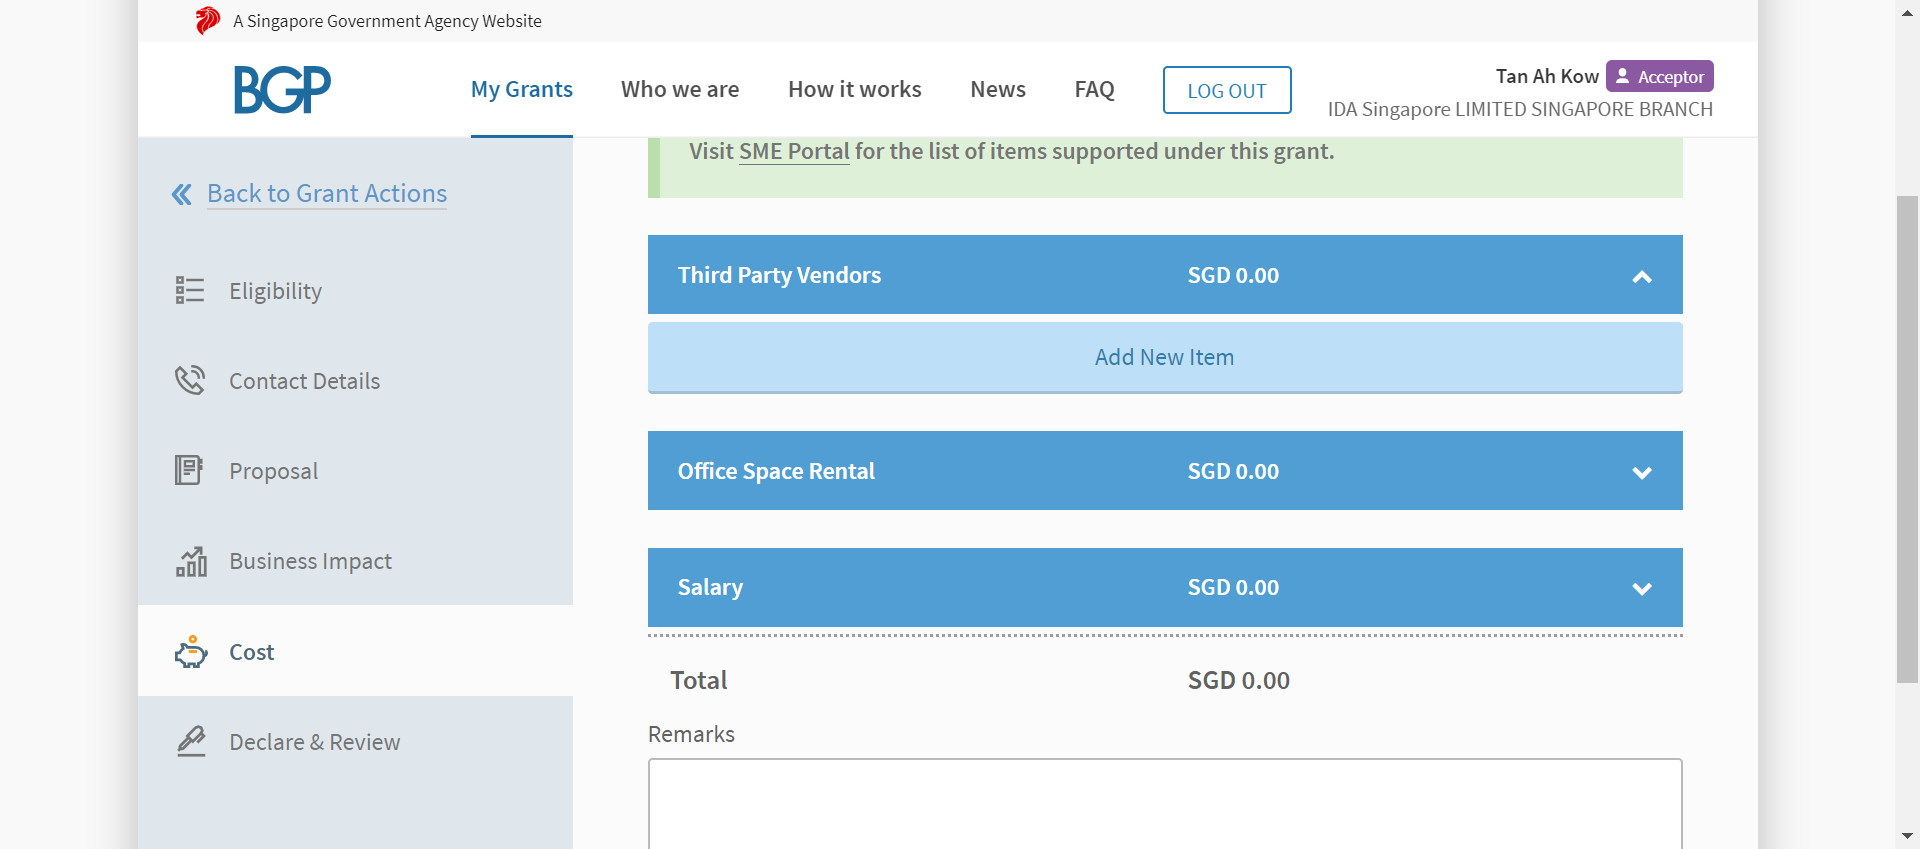 A Singapore Government Agency Website
BGP
My Grants
Who we are
How it works
News
FAQ
LOG OUT
Tan Ah Kow
Acceptor
IDA Singapore LIMITED SINGAPORE BRANCH
Back to Grant Actions
Eligibility
Contact Details
Proposal
Business Impact
Cost
Declare & Review
Visit SME Portal for the list of items supported under this grant.
Third Party Vendors SGD 0.00
Add New Item
Office Space Rental SGD 0.00
Salary SGD 0.00
Total SGD 0.00
Remarks